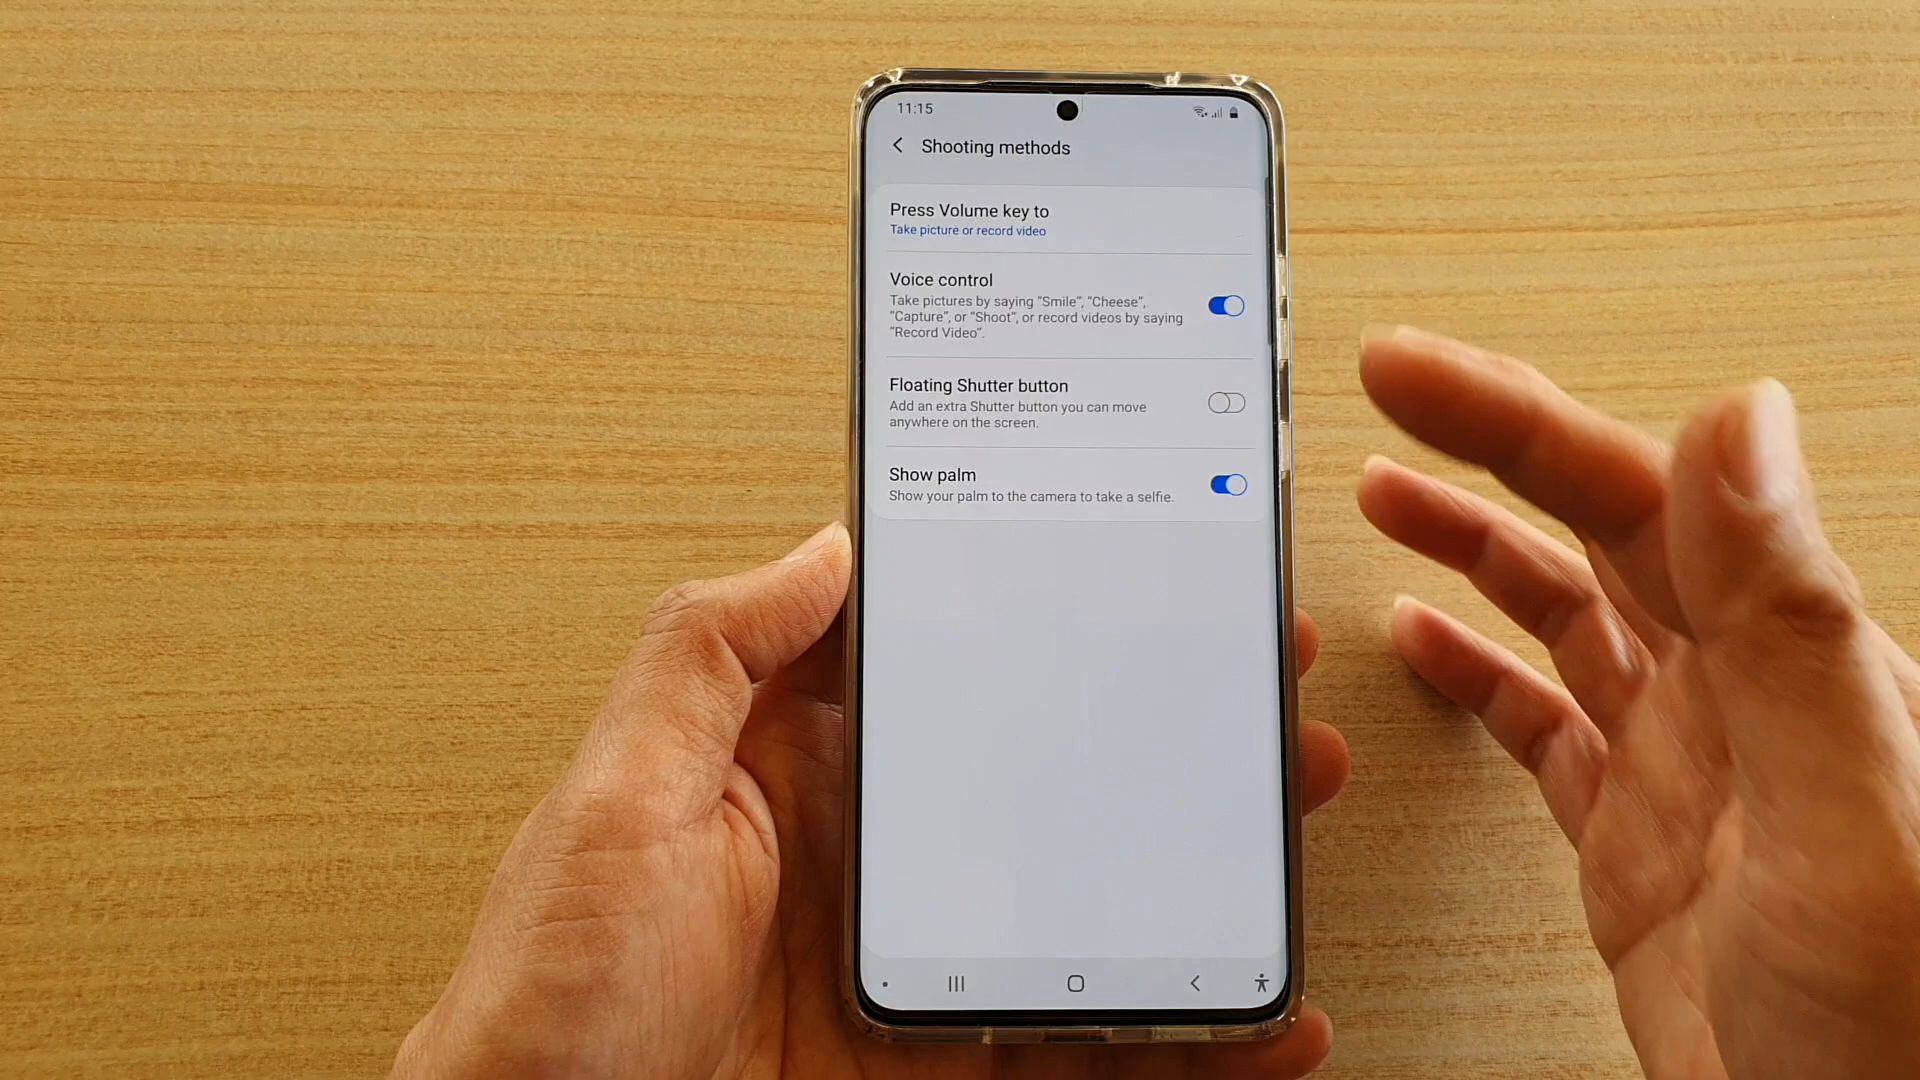 11:15
Shooting methods
Press Volume key to
Take picture or record video
Voice control
Take pictures by saying “Smile”, “Cheese”,
“Capture”, or “Shoot”, or record videos by saying
“Record Video”.
Floating Shutter button
Add an extra Shutter button you can move
anywhere on the screen.
Show palm
Show your palm to the camera to take a selfie.